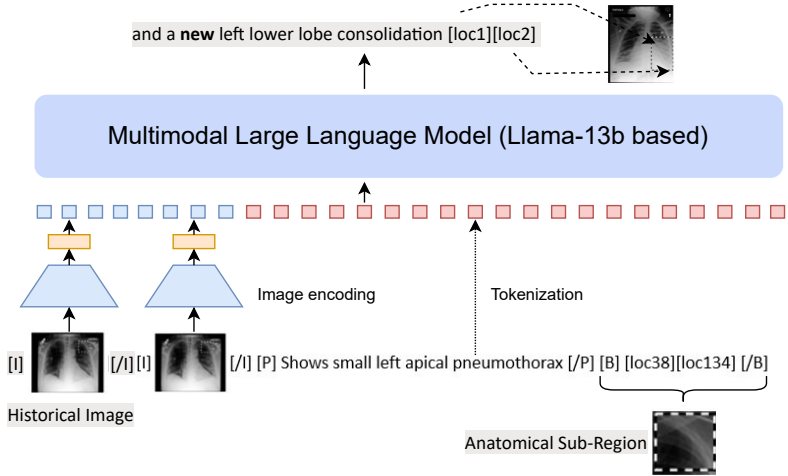 and a new left lower lobe consolidation [loc1][loc2]
Multimodal Large Language Model (Llama-13b based)
Image encoding
Tokenization
[I] [/I] [I] [/I] [P] Shows small left apical pneumothorax [/P] [B] [loc38][loc134] [/B]
Historical Image
Anatomical Sub-Region